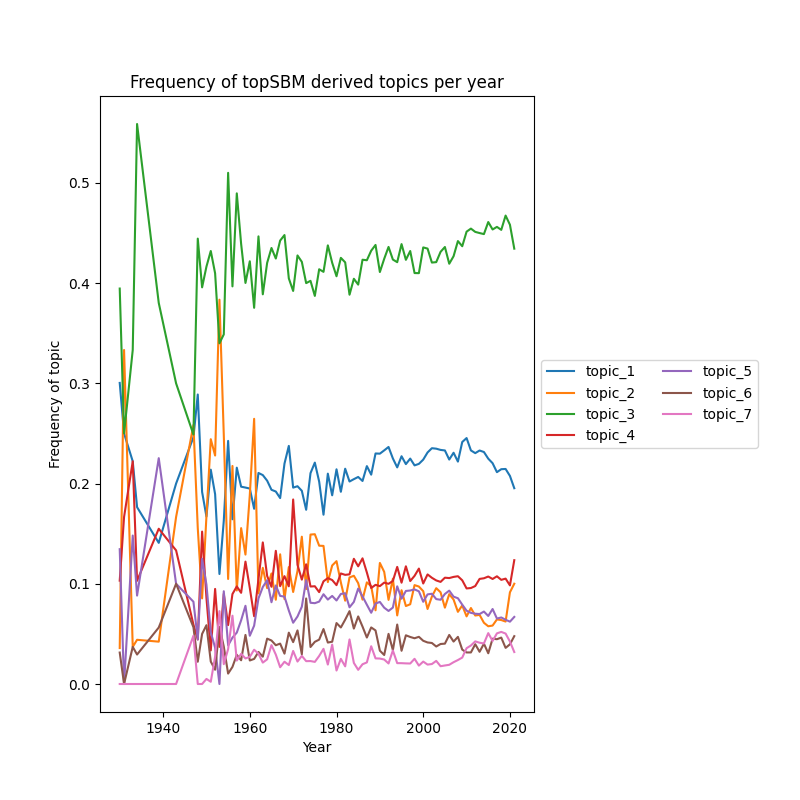 Frequency of topSBM derived topics per year
Frequency of topic
0.5
0.4
0.3
0.2
0.1
0.0
1940 1960 1980 2000 2020
Year
topic_1 topic_5
topic_2 topic_6
topic_3 topic_7
topic_4